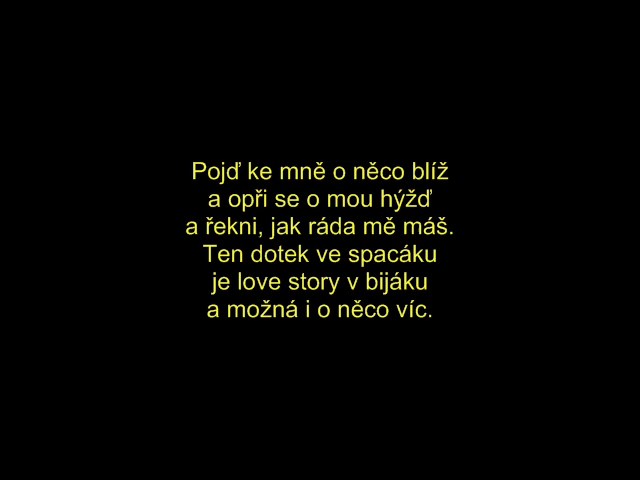 Pojď ke mně o něco blíž
a opři se o mou hýžď
a řekni, jak ráda mě máš.
Ten dotek ve spacáku
je love story v bijáku
a možná i o něco víc.